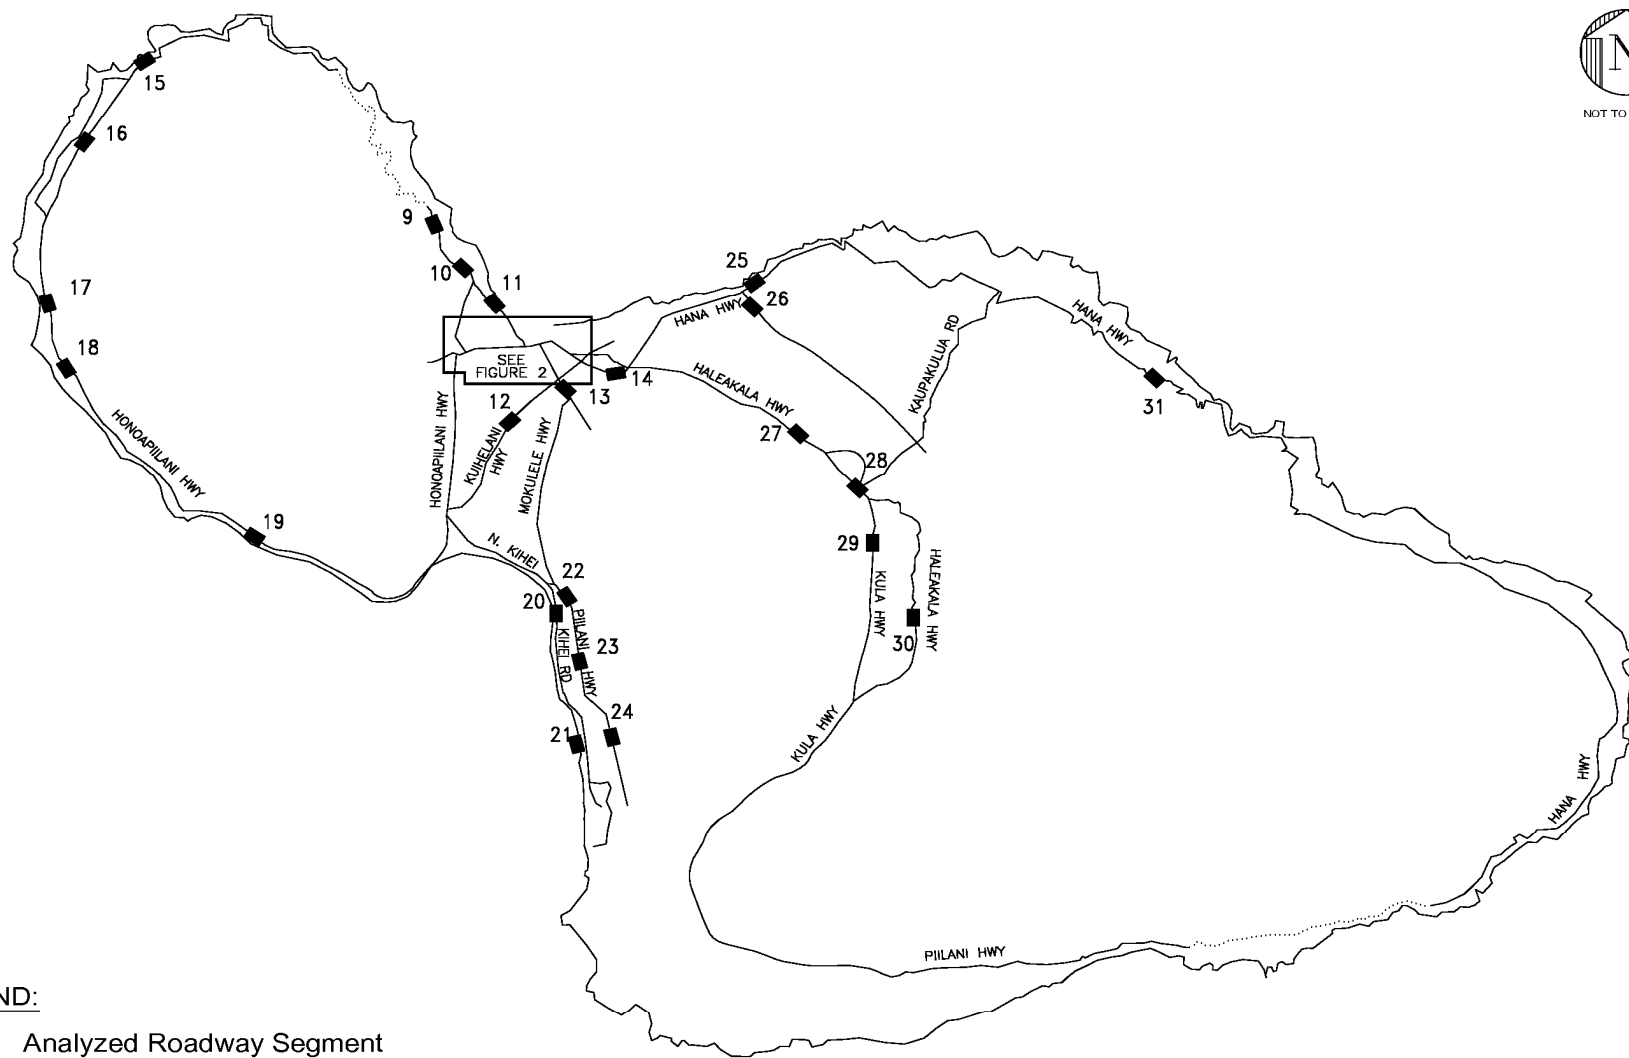 N
NOT TO
15
16
9
10
11
17
18
25
26
HANA HWY
HANA HWY
KAUPAKULUA RD
SEE
FIGURE 2
14
13
12
31
HALEAKALA HWY
27
28
HONOAPIILANI HWY
HONOAPIILANI HWY
KUIHELANI
HWY
MOKULELE HWY
19
N. KIHEI
22
20
29
KULA HWY
HALEAKALA HWY
30
PIILANI HWY
KIHEI RD
23
24
21
KULA HWY
HANA HWY
PIILANI HWY
ND:
Analyzed Roadway Segment